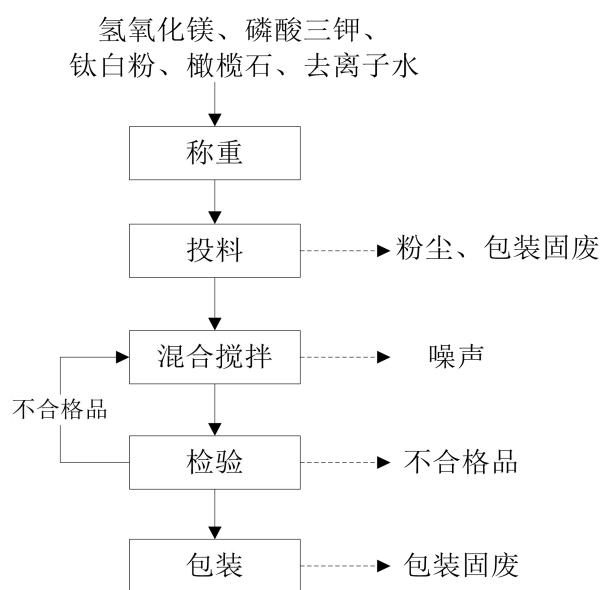 氢氧化镁、磷酸三钾、
钛白粉、橄榄石、去离子水
称重
投料
粉尘、包装固废
混合搅拌
噪声
不合格品
检验
不合格品
包装
包装固废